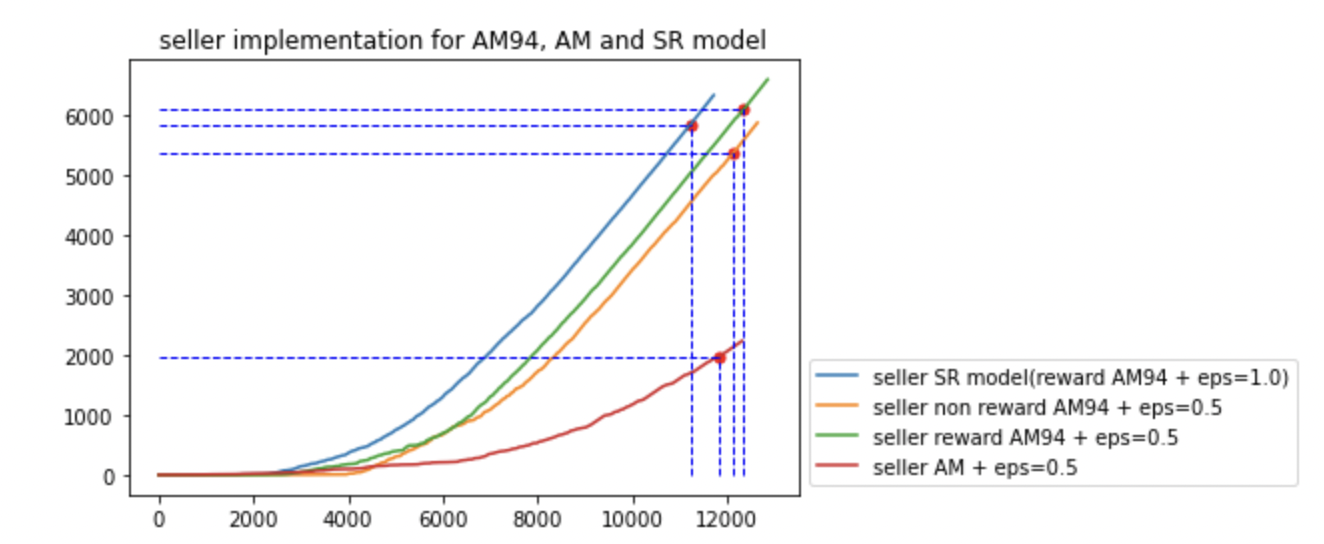 seller implementation for AM94, AM and SR model
6000
5000
4000
3000
2000
1000
0
0 2000 4000 6000 8000 10000 12000
seller SR model(reward AM94 + eps=1.0)
seller non reward AM94 + eps=0.5
seller reward AM94 + eps=0.5
seller AM + eps=0.5